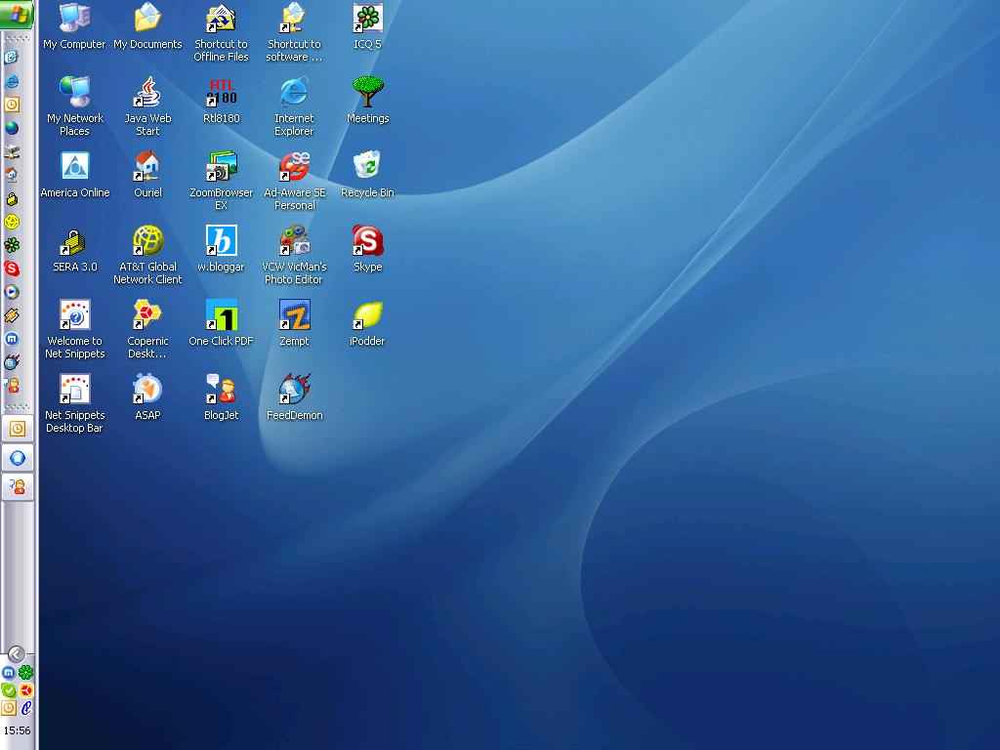 My Computer
My Documents
Shortcut to
Offline Files
Shortcut to
software ...
ICQ 5
My Network
Places
Java Web
Start
RTL
8180
Rtl8180
Internet
Explorer
Meetings
America Online
Ouriel
ZoomBrowser
EX
SE
Ad-Aware SE
Personal
Recycle Bin
SERA 3.0
AT&T Global
Network Client
b
w.bloggar
VCW VicMan's
Photo Editor
S
Skype
Welcome to
Net Snippets
Copernic
Deskt...
1
One Click PDF
Z
Zempt
iPodder
Net Snippets
Desktop Bar
ASAP
BlogJet
FeedDemon
15:56